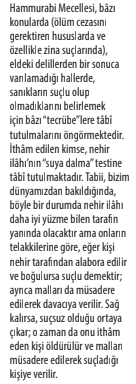 Hammurabi Mecellesi, bâzı
konularda (ölüm cezasını
gerektiren hususlarda ve
özellikle zina suçlarında),
eldeki delillerden bir sonuca
varılamadığı hallerde,
sanıkların suçlu olup
olmadıklarını belirlemek
için bâzı “tecrübe”lere tâbî
tutulmalarını öngörmektedir.
İthâm edilen kimse, nehir
ilâhı’nın “suya dalma” testine
tâbî tutulmaktadır. Tabii, bizim
dünyamızdan bakıldığında,
böyle bir durumda nehir ilâhı
daha iyi yüzme bilen tarafın
yanında olacaktır ama onların
telakkilerine göre, eğer kişi
nehir tarafından alabora edilir
ve boğulursa suçlu demektir;
ayrıca malları da müsadere
edilerek davacıya verilir. Sağ
kalırsa, suçsuz olduğu ortaya
çıkar; o zaman da onu ithâm
eden kişi öldürülür ve malları
müsadere edilerek suçladığı
kişiye verilir.